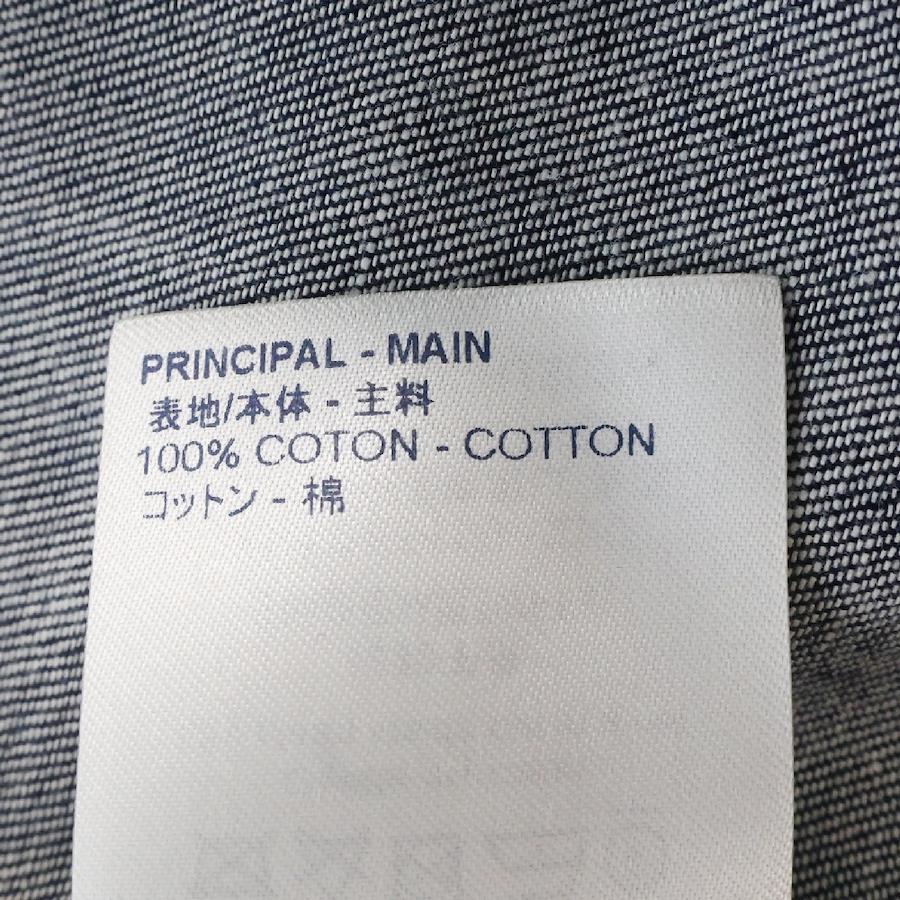 PRINCIPAL - MAIN
表地/本体 - 主料
100% COTON - COTTON
コットン - 棉